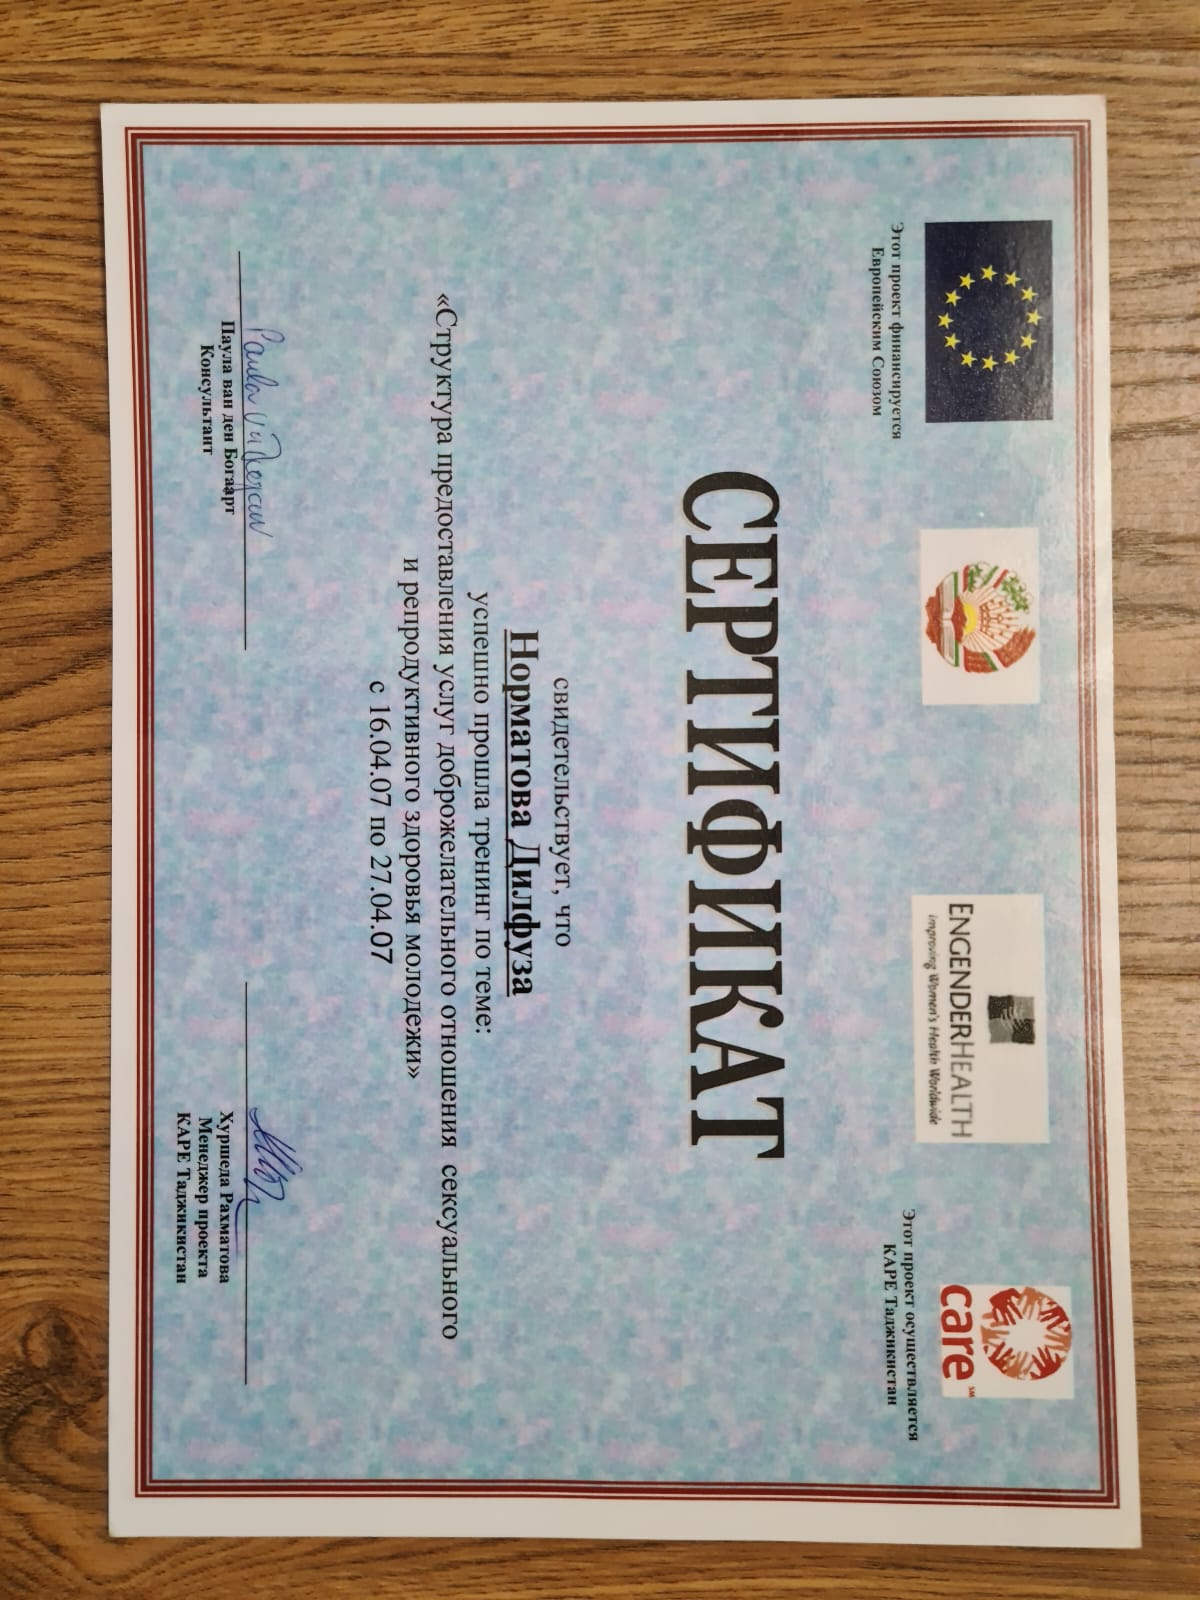 Этот проект финансируется
Европейским Союзом
ENGENDERHEALTH
improving Women's Health Worldwide
care
SM
Этот проект осуществляется
КАРЕ Таджикистан
СЕРТИФИКАТ
свидетельствует, что
Норматова Дилфуза
успешно прошла тренинг по теме:
«Структура предоставления услуг доброжелательного отношения сексуального
и репродуктивного здоровья молодежи»
с 16.04.07 по 27.04.07
Паула ван ден Богаарт
Консультант
Хуршеда Рахматова
Менеджер проекта
КАРЕ Таджикистан